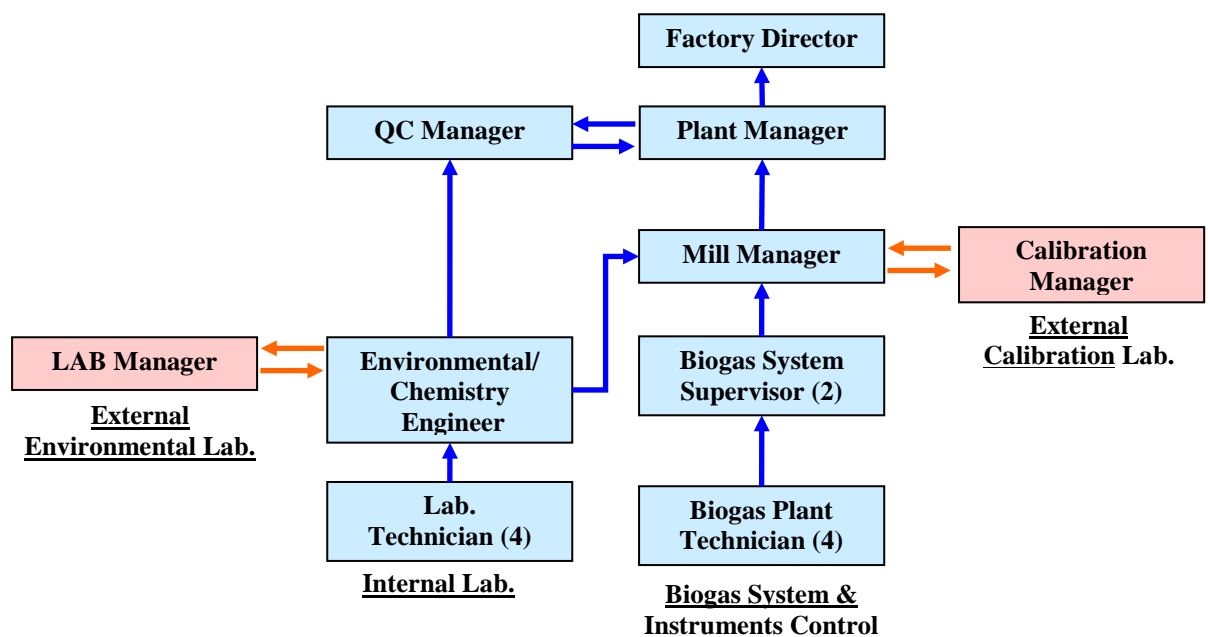 Factory Director
QC Manager
Plant Manager
Mill Manager
Calibration
Manager
External
Calibration Lab.
LAB Manager
External
Environmental Lab.
Environmental/
Chemistry
Engineer
Biogas System
Supervisor (2)
Lab.
Technician (4)
Internal Lab.
Biogas Plant
Technician (4)
Biogas System &
Instruments Control